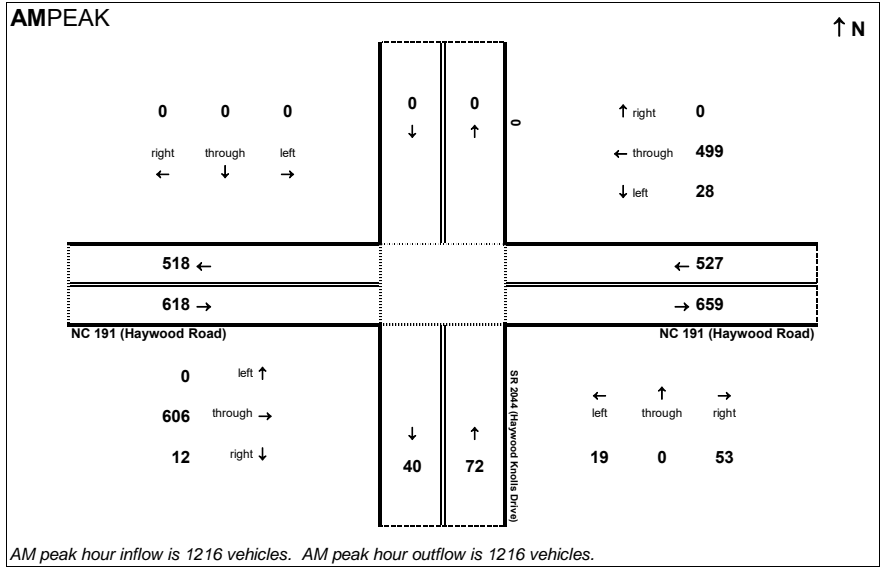 AMPEAK
↑ N
0 0 0
right through left
← ↓ →
0 0
↓ ↑
0
↑ right 0
← through 499
↓ left 28
518 ←
← 527
618 →
→ 659
NC 191 (Haywood Road)
NC 191 (Haywood Road)
0 left ↑
606 through →
12 right ↓
↓ ↑
40 72
SR 2044 (Haywood Knolls Drive)
← ↑ →
left through right
19 0 53
AM peak hour inflow is 1216 vehicles. AM peak hour outflow is 1216 vehicles.